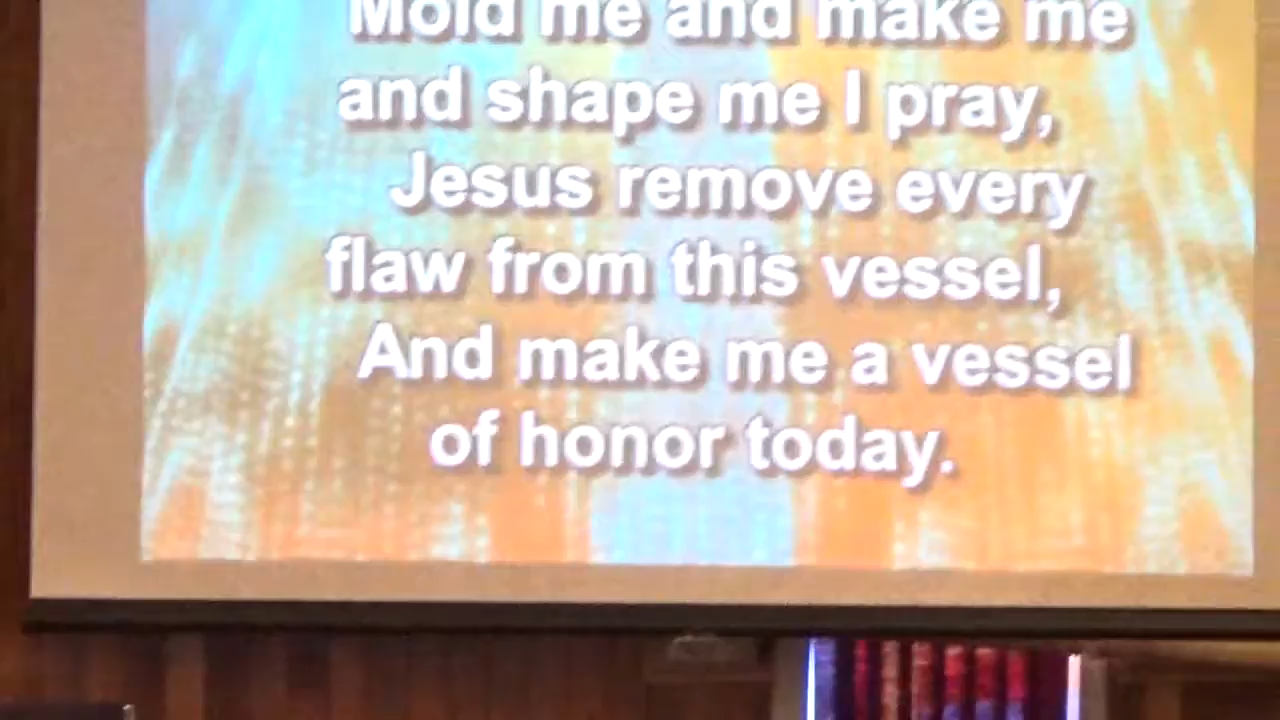 Mold me and make me
and shape me I pray,
Jesus remove every
flaw from this vessel,
And make me a vessel
of honor today.